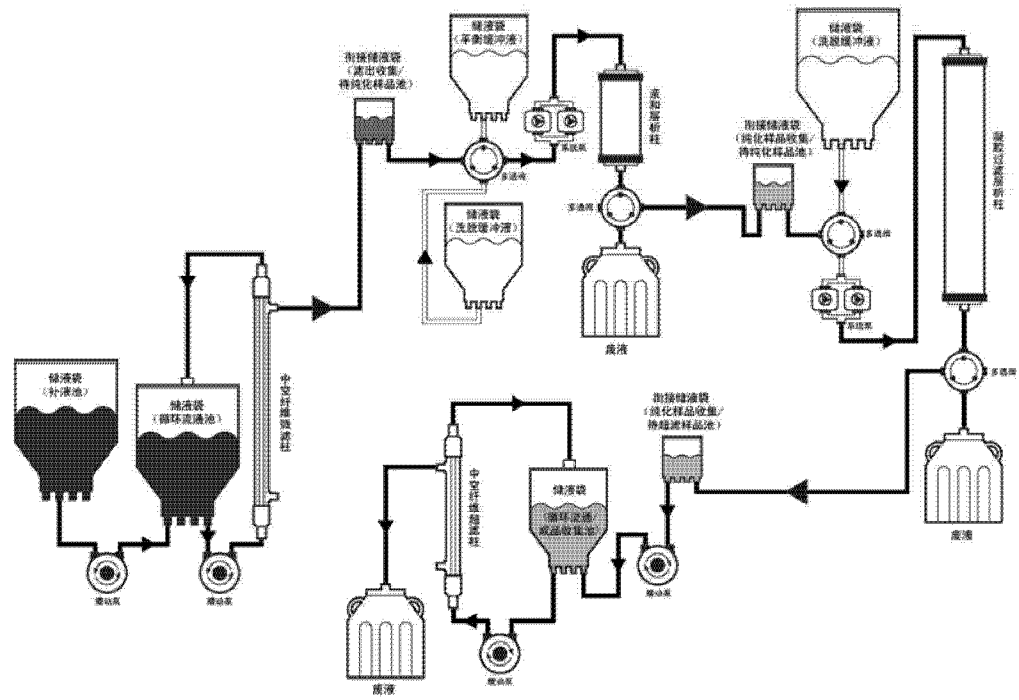 储液袋
（平衡缓冲液）
衔接储液袋
（滤出收集/
待纯化样品池）
多通阀
系统泵
亲和层析柱
储液袋
（洗脱缓冲液）
多通阀
废液
衔接储液袋
（纯化样品收集/
待纯化样品池）
储液袋
（洗脱缓冲液）
多通阀
系统泵
凝胶过滤层析柱
多通阀
废液
储液袋
（补液池）
储液袋
（循环流通池）
中空纤维微滤柱
蠕动泵
蠕动泵
衔接储液袋
（纯化样品收集/
待超滤样品池）
中空纤维超滤柱
储液袋
循环流通
成品收集池
蠕动泵
蠕动泵
废液